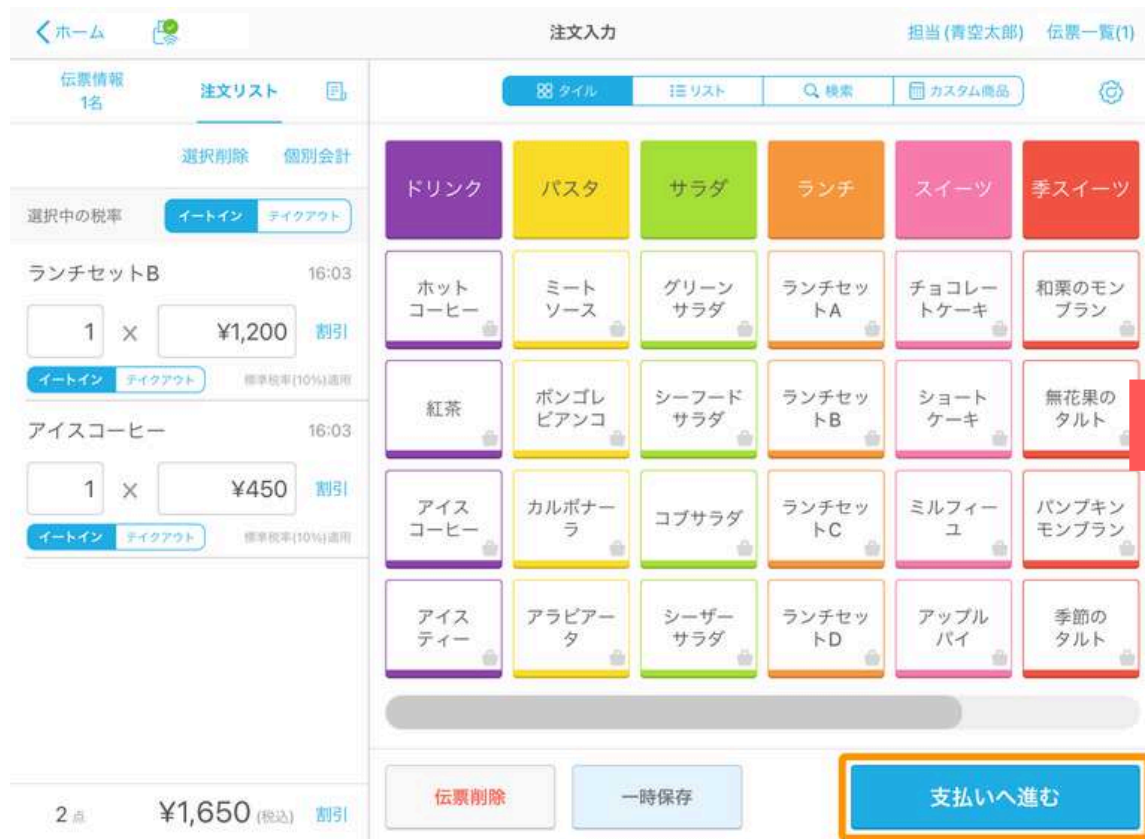 ホーム
注文入力
担当(青空太郎)
伝票一覧(1)
伝票情報
1名
注文リスト
タイル
リスト
検索
カスタム商品
選択削除
個別会計
選択中の税率
イートイン
テイクアウト
ランチセットB
16:03
1 × ¥1,200 割引
イートイン
テイクアウト
標準税率(10%)適用
アイスコーヒー
16:03
1 × ¥450 割引
イートイン
テイクアウト
標準税率(10%)適用
2点 ¥1,650 (税込) 割引
ドリンク
パスタ
サラダ
ランチ
スイーツ
季スイーツ
ホット
コーヒー
ミート
ソース
グリーン
サラダ
ランチセッ
トA
チョコレー
トケーキ
和栗のモン
ブラン
紅茶
ボンゴレ
ビアンコ
シーフード
サラダ
ランチセッ
トB
ショート
ケーキ
無花果の
タルト
アイス
コーヒー
カルボナー
ラ
コブサラダ
ランチセッ
トC
ミルフィー
ユ
パンプキン
モンブラン
アイス
ティー
アラビアー
タ
シーザー
サラダ
ランチセッ
トD
アップル
パイ
季節の
タルト
伝票削除
一時保存
支払いへ進む